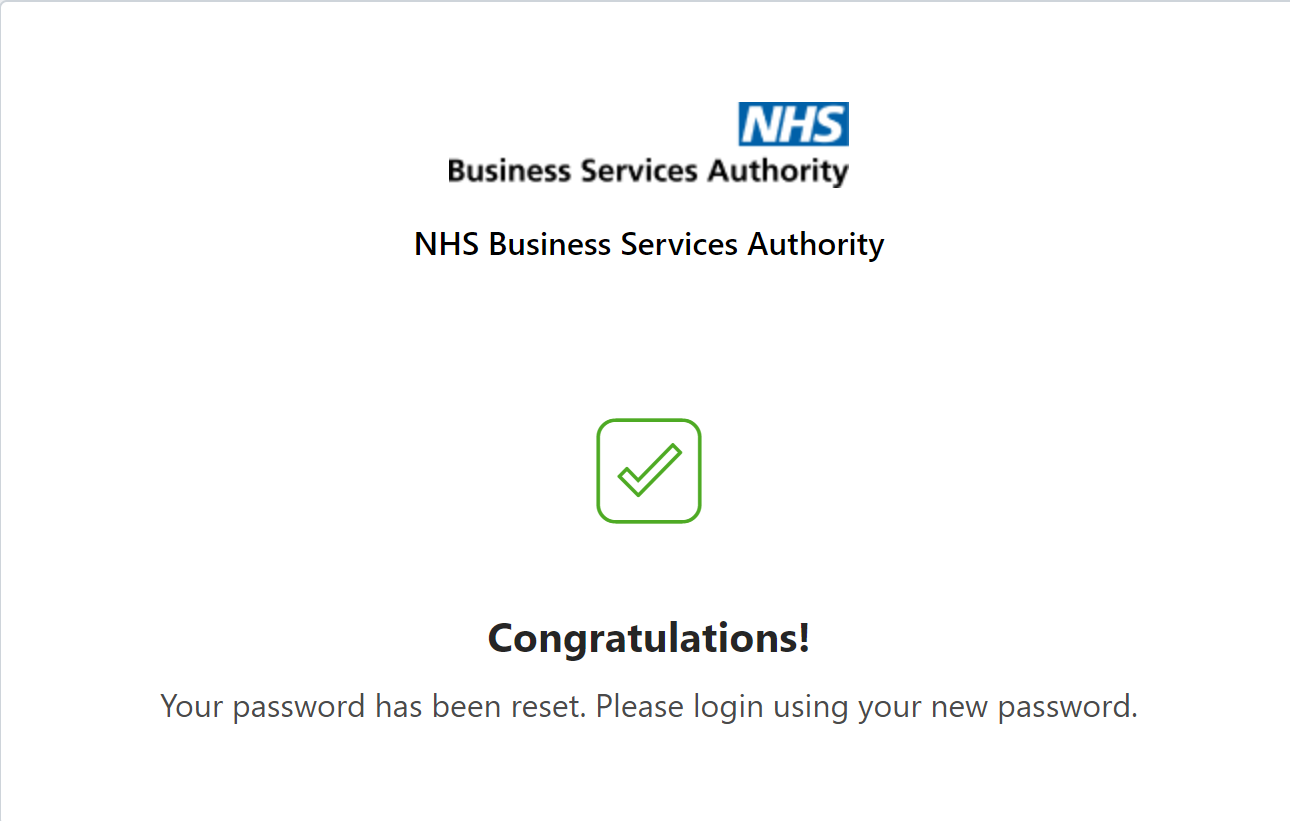 NHS
Business Services Authority
NHS Business Services Authority
Congratulations!
Your password has been reset. Please login using your new password.